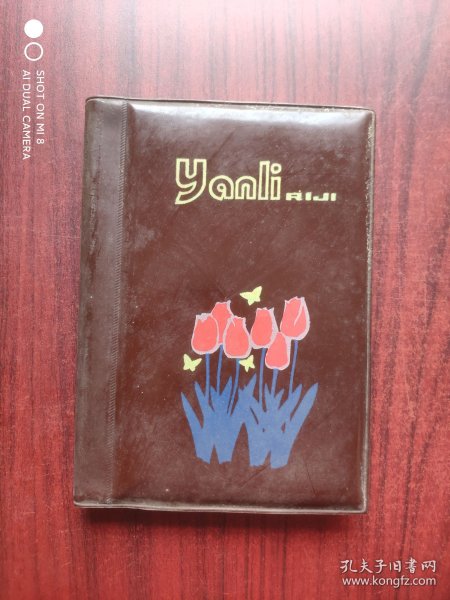 SHOT ON MI 8
AI DUAL CAMERA
Yanli RIJI
孔夫子旧书网
www.kongfz.com